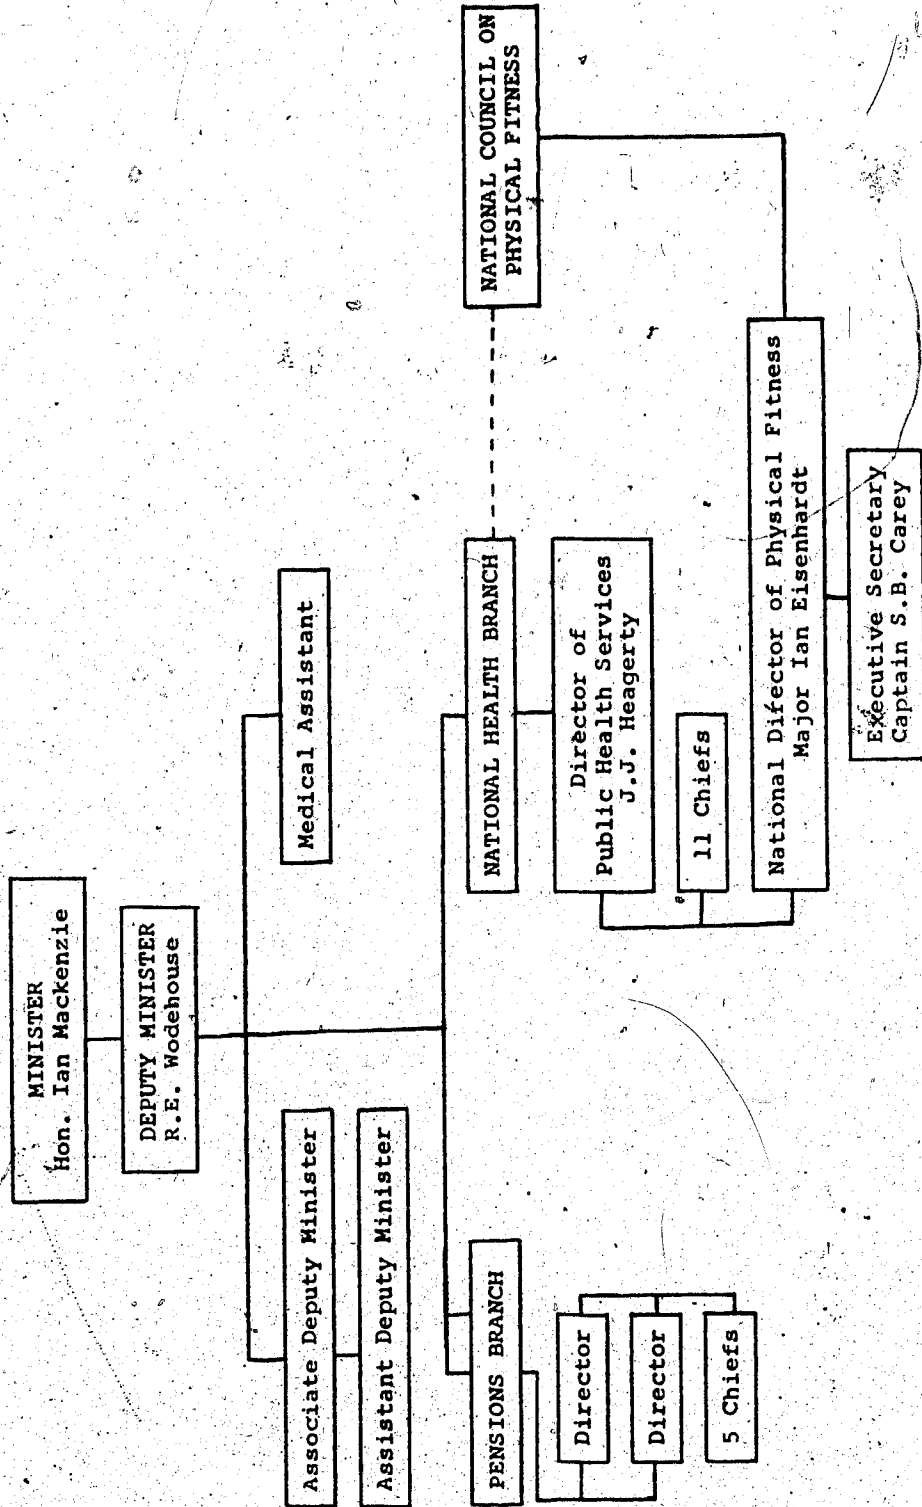 MINISTER
Hon. Ian Mackenzie
DEPUTY MINISTER
R.E. Wodehouse
Associate Deputy Minister
Assistant Deputy Minister
Medical Assistant
PENSIONS BRANCH
Director
Director
5 Chiefs
NATIONAL HEALTH BRANCH
Director of
Public Health Services
J.J. Heagerty
11 Chiefs
National Director of Physical Fitness
Major Ian Eisenhardt
Executive Secretary
Captain S.B. Carey
NATIONAL COUNCIL ON
PHYSICAL FITNESS